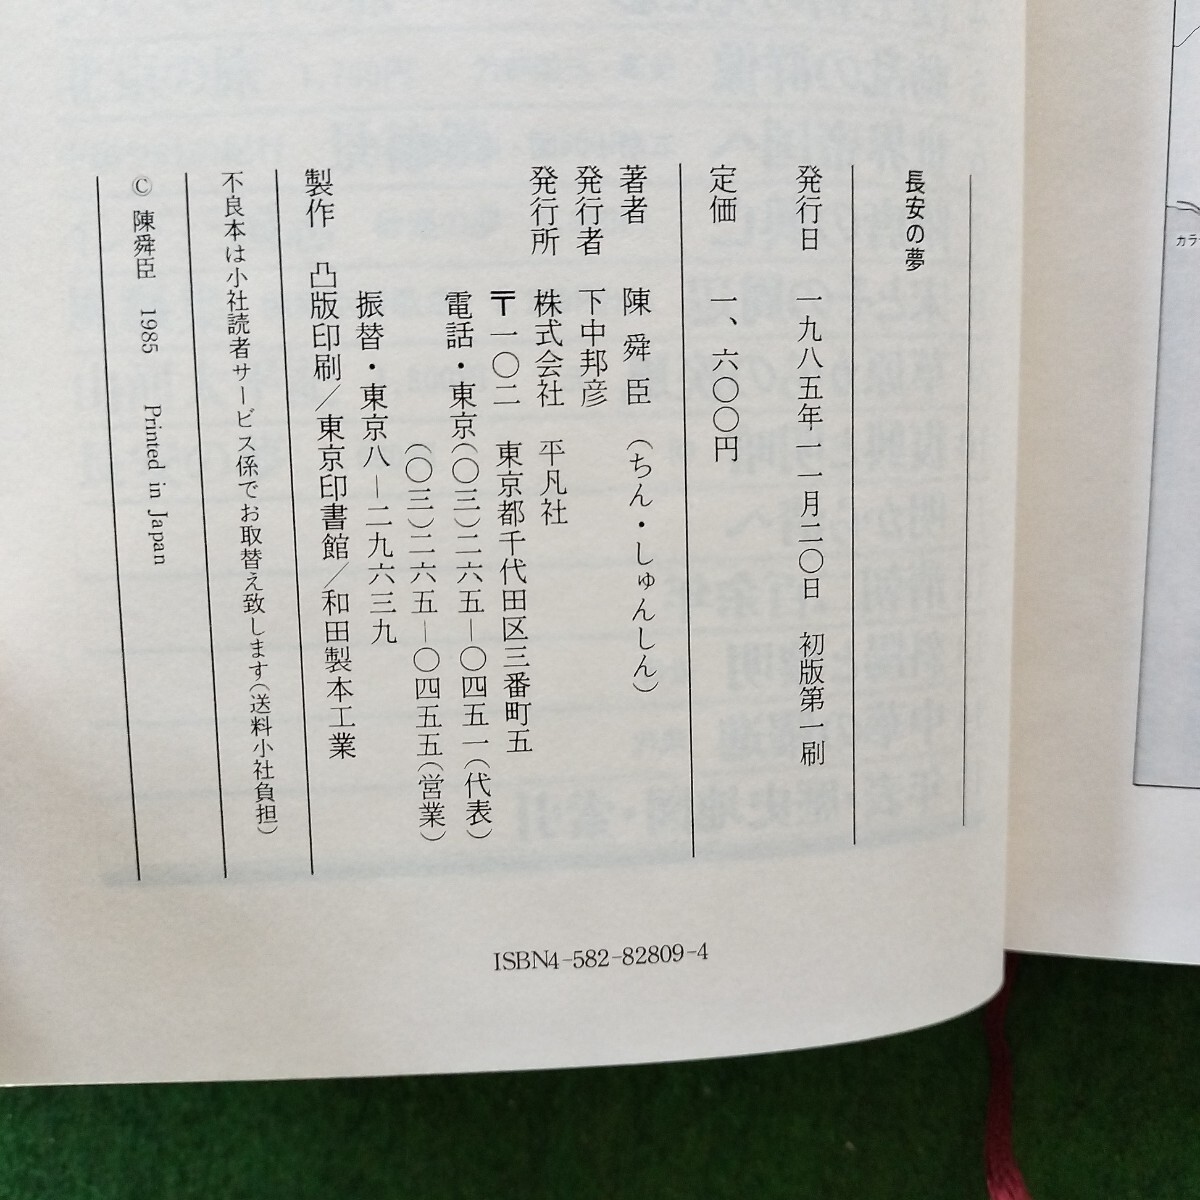 長安の夢
発行日 一九八五年一一月二〇日 初版第一刷
定価 一、六〇〇円
著者 陳舜臣 (ちん・しゅんしん)
発行者 下中邦彦
発行所 株式会社 平凡社
〒一〇二 東京都千代田区三番町五
電話・東京(〇三)二六五ー〇四五一(代表)
(〇三)二六五ー〇四五五(営業)
振替・東京八ー二九六三九
製作 凸版印刷/東京印書館/和田製本工業
不良本は小社読者サービス係でお取替え致します(送料小社負担)
© 陳舜臣 1985 Printed in Japan
ISBN4-582-82809-4